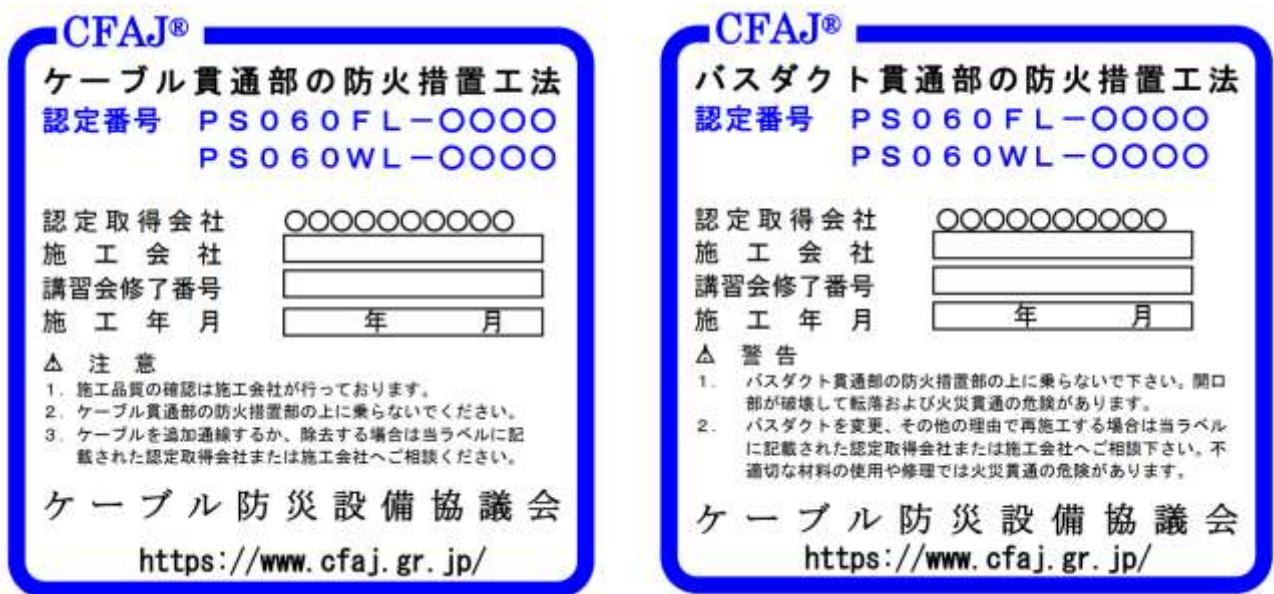 CFAJ®
ケーブル貫通部の防火措置工法
認定番号 PS060FL-〇〇〇〇
PS060WL-〇〇〇〇
認定取得会社 〇〇〇〇〇〇〇〇〇〇
施工会社
講習会修了番号
施工年月 年 月
⚠ 注意
1. 施工品質の確認は施工会社が行っております。
2. ケーブル貫通部の防火措置部の上に乗らないでください。
3. ケーブルを追加通線するか、除去する場合は当ラベルに記
載された認定取得会社または施工会社へご相談ください。
ケーブル防災設備協議会
https://www.cfaj.gr.jp/
CFAJ®
バスダクト貫通部の防火措置工法
認定番号 PS060FL-〇〇〇〇
PS060WL-〇〇〇〇
認定取得会社 〇〇〇〇〇〇〇〇〇〇
施工会社
講習会修了番号
施工年月 年 月
⚠ 警告
1. バスダクト貫通部の防火措置部の上に乗らないで下さい。開口
部が破壊して転落および火災貫通の危険があります。
2. バスダクトを変更、その他の理由で再施工する場合は当ラベル
に記載された認定取得会社または施工会社へご相談下さい。不
適切な材料の使用や修理では火災貫通の危険があります。
ケーブル防災設備協議会
https://www.cfaj.gr.jp/